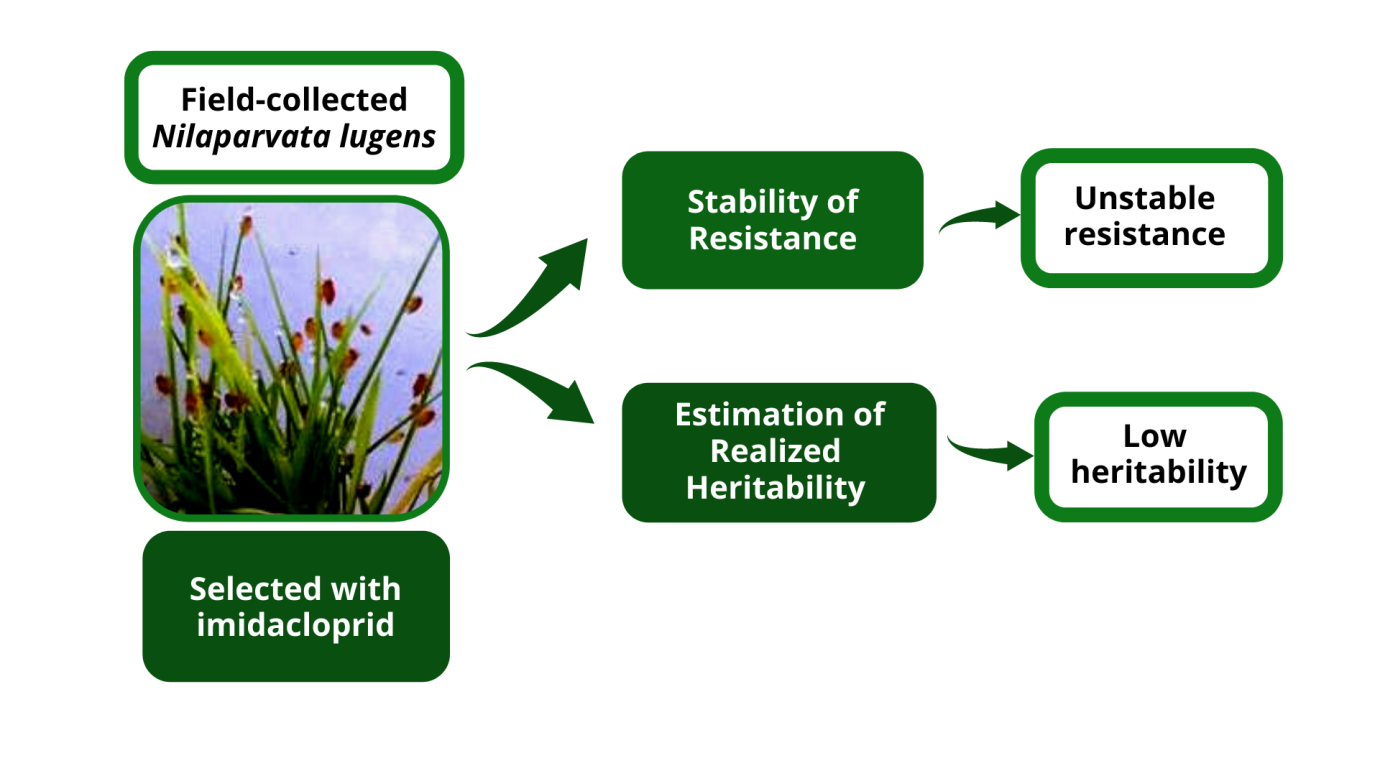 Field-collected
Nilaparvata lugens
Selected with
imidacloprid
Stability of
Resistance
Unstable
resistance
Estimation of
Realized
Heritability
Low
heritability